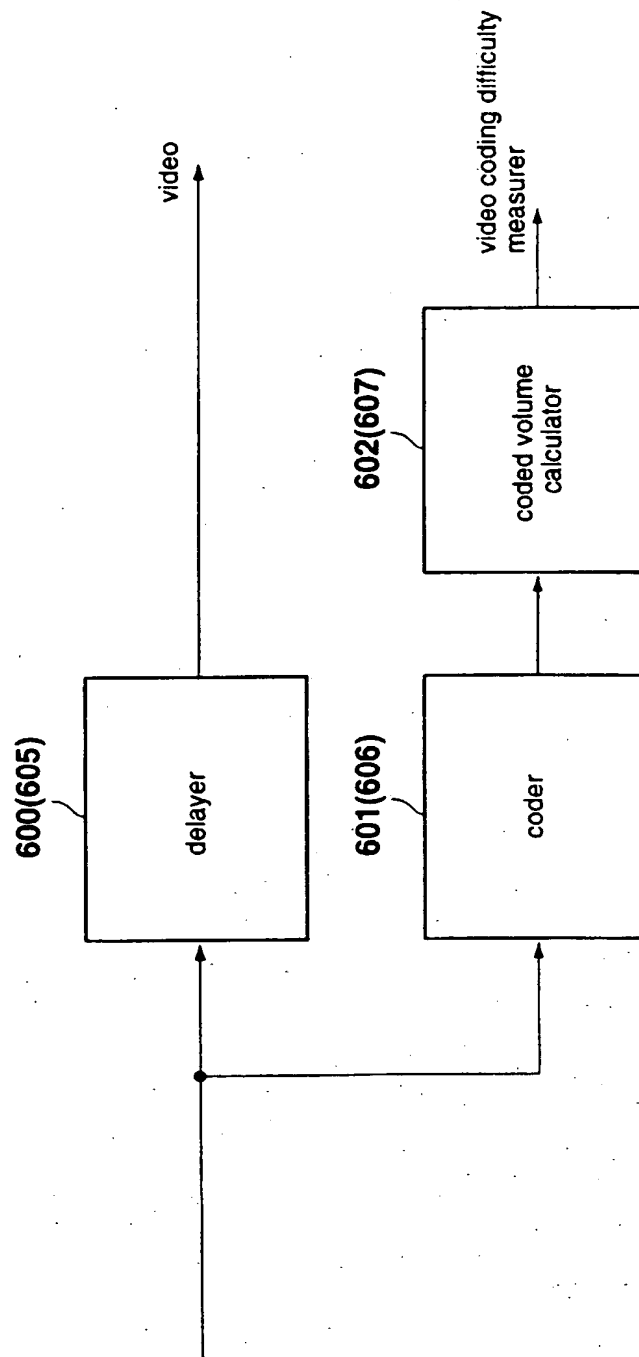 600(605)
delayer
video
601(606)
coder
602(607)
coded volume
calculator
video coding difficulty
measurer